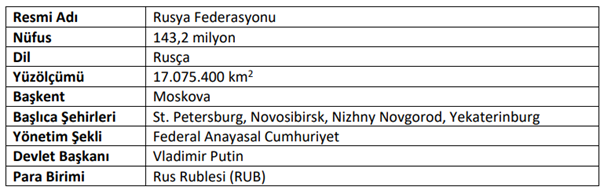 Resmi Adı Rusya Federasyonu
Nüfus 143,2 milyon
Dil Rusça
Yüzölçümü 17.075.400 km²
Başkent Moskova
Başlıca Şehirleri St. Petersburg, Novosibirsk, Nizhny Novgorod, Yekaterinburg
Yönetim Şekli Federal Anayasal Cumhuriyet
Devlet Başkanı Vladimir Putin
Para Birimi Rus Rublesi (RUB)